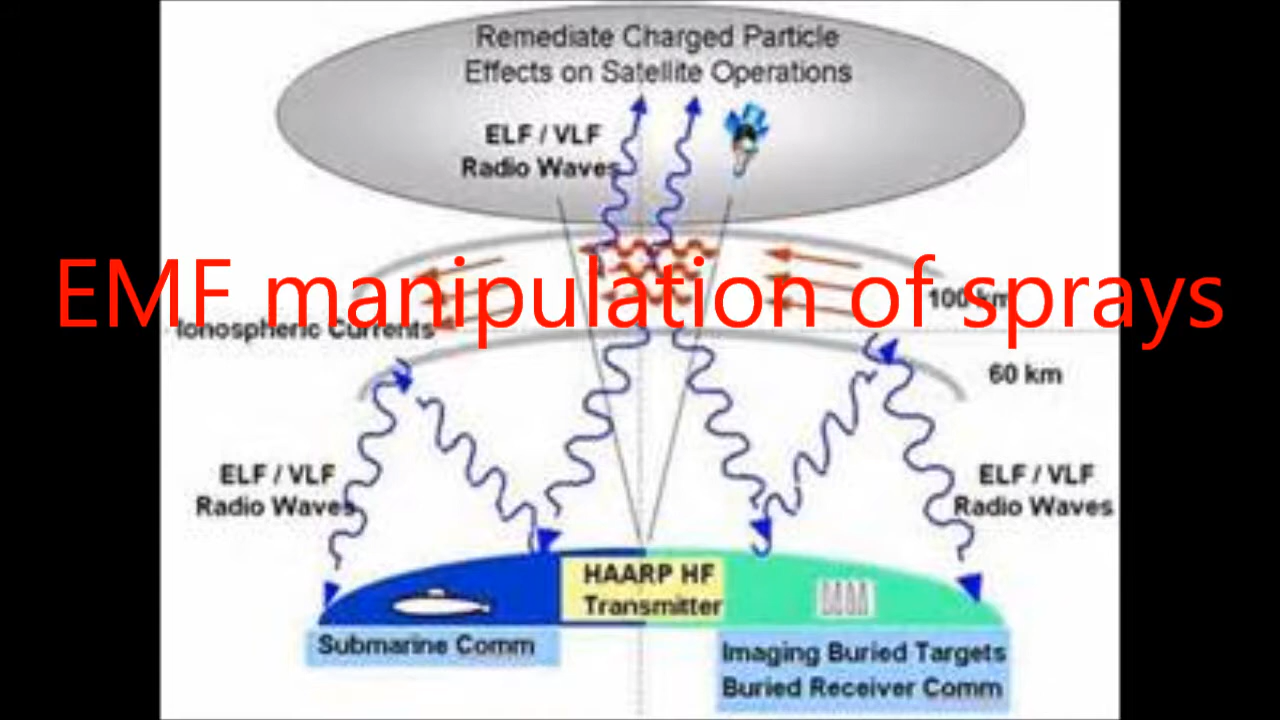 Remediate Charged Particle
Effects on Satellite Operations
ELF / VLF
Radio Waves
EMF manipulation of sprays
100 km
Ionospheric Currents
60 km
ELF / VLF
Radio Waves
ELF / VLF
Radio Waves
HAARP HF
Transmitter
Submarine Comm
Imaging Buried Targets
Buried Receiver Comm